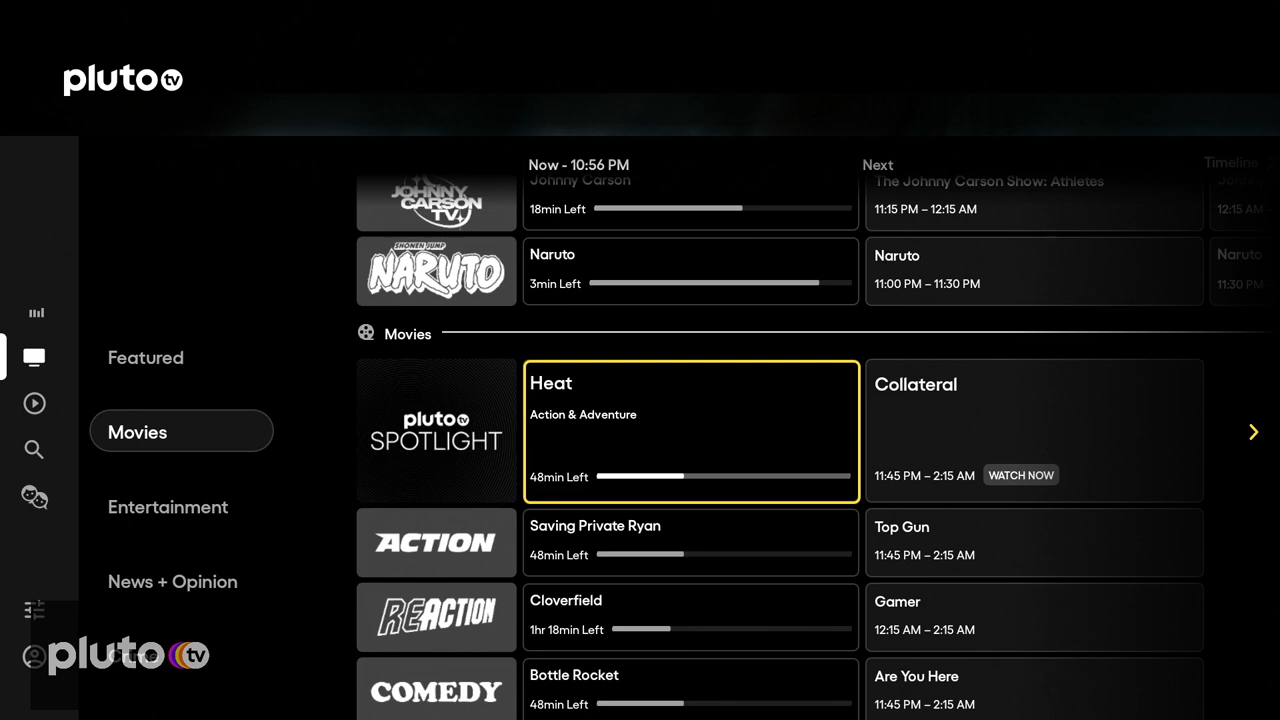 pluto tv
Now - 10:56 PM
Next
Timeline
JOHNNY CARSON TV
Johnny Carson
18min Left
The Johnny Carson Show: Athletes
11:15 PM – 12:15 AM
12:15 AM
SHONEN JUMP
NARUTO
Naruto
3min Left
Naruto
11:00 PM – 11:30 PM
Naruto
11:30 PM
Movies
Featured
Movies
Entertainment
News + Opinion
pluto tv
SPOTLIGHT
Heat
Action & Adventure
48min Left
Collateral
11:45 PM – 2:15 AM
WATCH NOW
ACTION
Saving Private Ryan
48min Left
Top Gun
11:45 PM – 2:15 AM
REACTION
Cloverfield
1hr 18min Left
Gamer
12:15 AM – 2:15 AM
COMEDY
Bottle Rocket
48min Left
Are You Here
11:45 PM – 2:15 AM
pluto tv